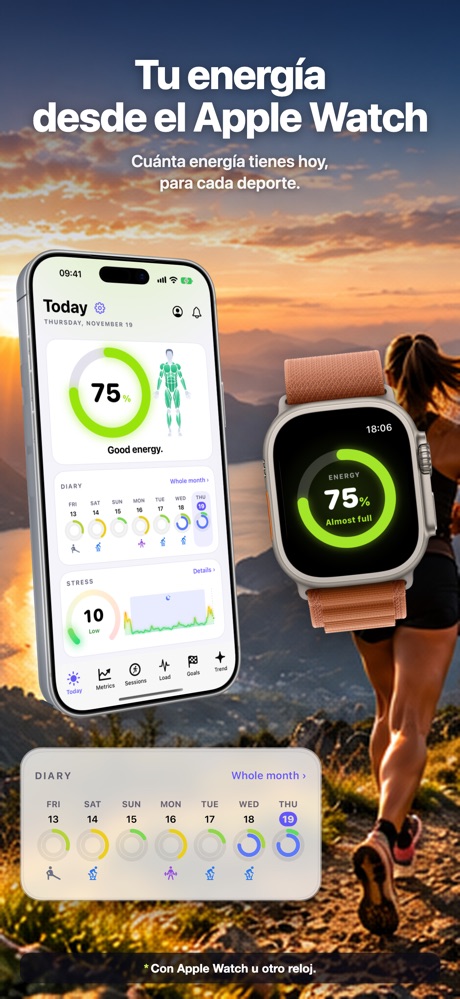 Tu energía
desde el Apple Watch
Cuánta energía tienes hoy,
para cada deporte.
09:41
Today
THURSDAY, NOVEMBER 19
75%
Good energy.
DIARY
Whole month ›
FRI SAT SUN MON TUE WED THU
13 14 15 16 17 18 19
STRESS
Details ›
10
Low
Today Metrics Sessions Load Goals Trend
18:06
ENERGY
75%
Almost full
DIARY
Whole month ›
FRI SAT SUN MON TUE WED THU
13 14 15 16 17 18 19
* Con Apple Watch u otro reloj.